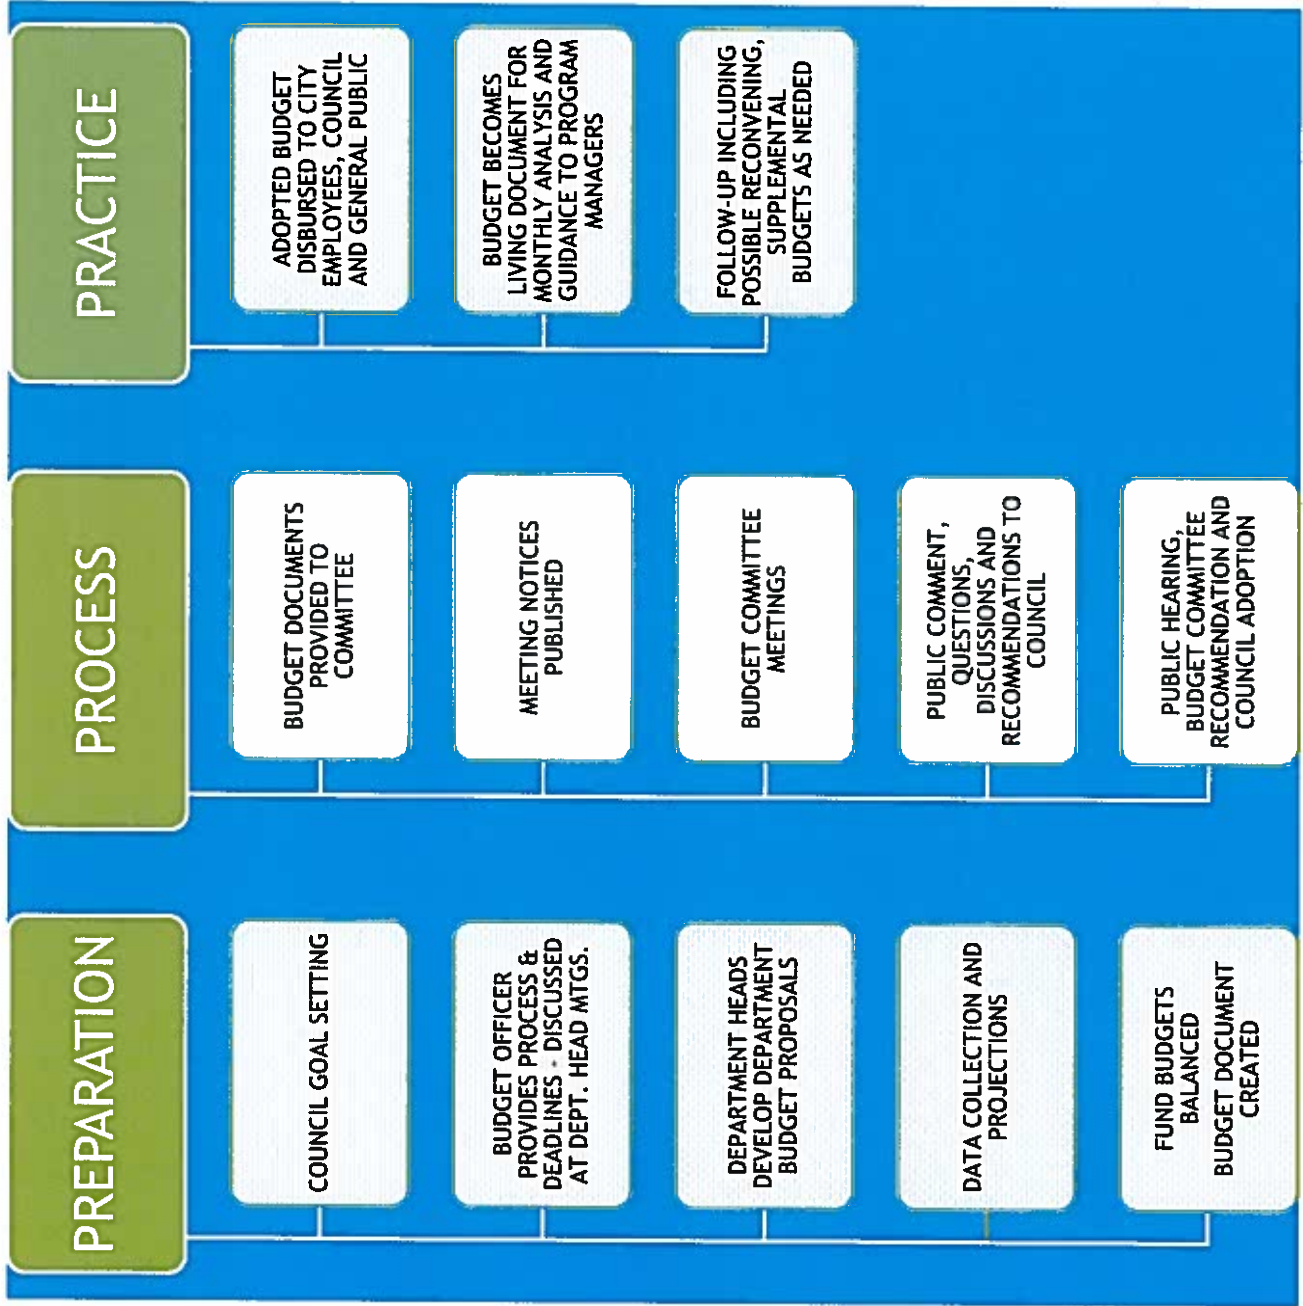 PREPARATION
COUNCIL GOAL SETTING
BUDGET OFFICER
PROVIDES PROCESS &
DEADLINES - DISCUSSED
AT DEPT. HEAD MTGS.
DEPARTMENT HEADS
DEVELOP DEPARTMENT
BUDGET PROPOSALS
DATA COLLECTION AND
PROJECTIONS
FUND BUDGETS
BALANCED
BUDGET DOCUMENT
CREATED
PROCESS
BUDGET DOCUMENTS
PROVIDED TO
COMMITTEE
MEETING NOTICES
PUBLISHED
BUDGET COMMITTEE
MEETINGS
PUBLIC COMMENT,
QUESTIONS,
DISCUSSIONS AND
RECOMMENDATIONS TO
COUNCIL
PUBLIC HEARING,
BUDGET COMMITTEE
RECOMMENDATION AND
COUNCIL ADOPTION
PRACTICE
ADOPTED BUDGET
DISBURSED TO CITY
EMPLOYEES, COUNCIL
AND GENERAL PUBLIC
BUDGET BECOMES
LIVING DOCUMENT FOR
MONTHLY ANALYSIS AND
GUIDANCE TO PROGRAM
MANAGERS
FOLLOW-UP INCLUDING
POSSIBLE RECONVENING,
SUPPLEMENTAL
BUDGETS AS NEEDED